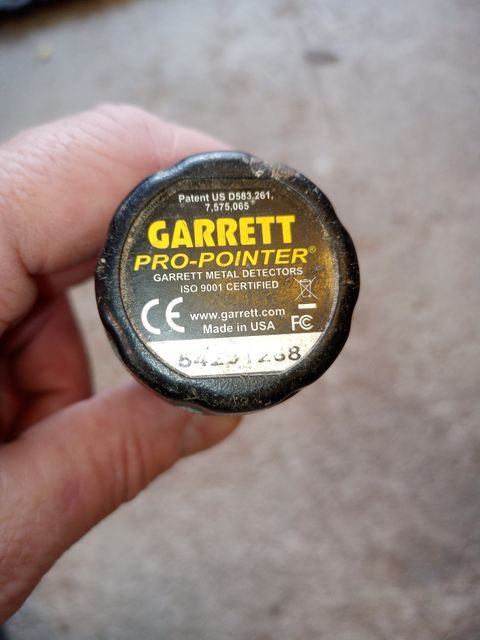 Patent US D583,261,
7,575,065
GARRETT
PRO-POINTER®
GARRETT METAL DETECTORS
ISO 9001 CERTIFIED
CE www.garrett.com
Made in USA FC